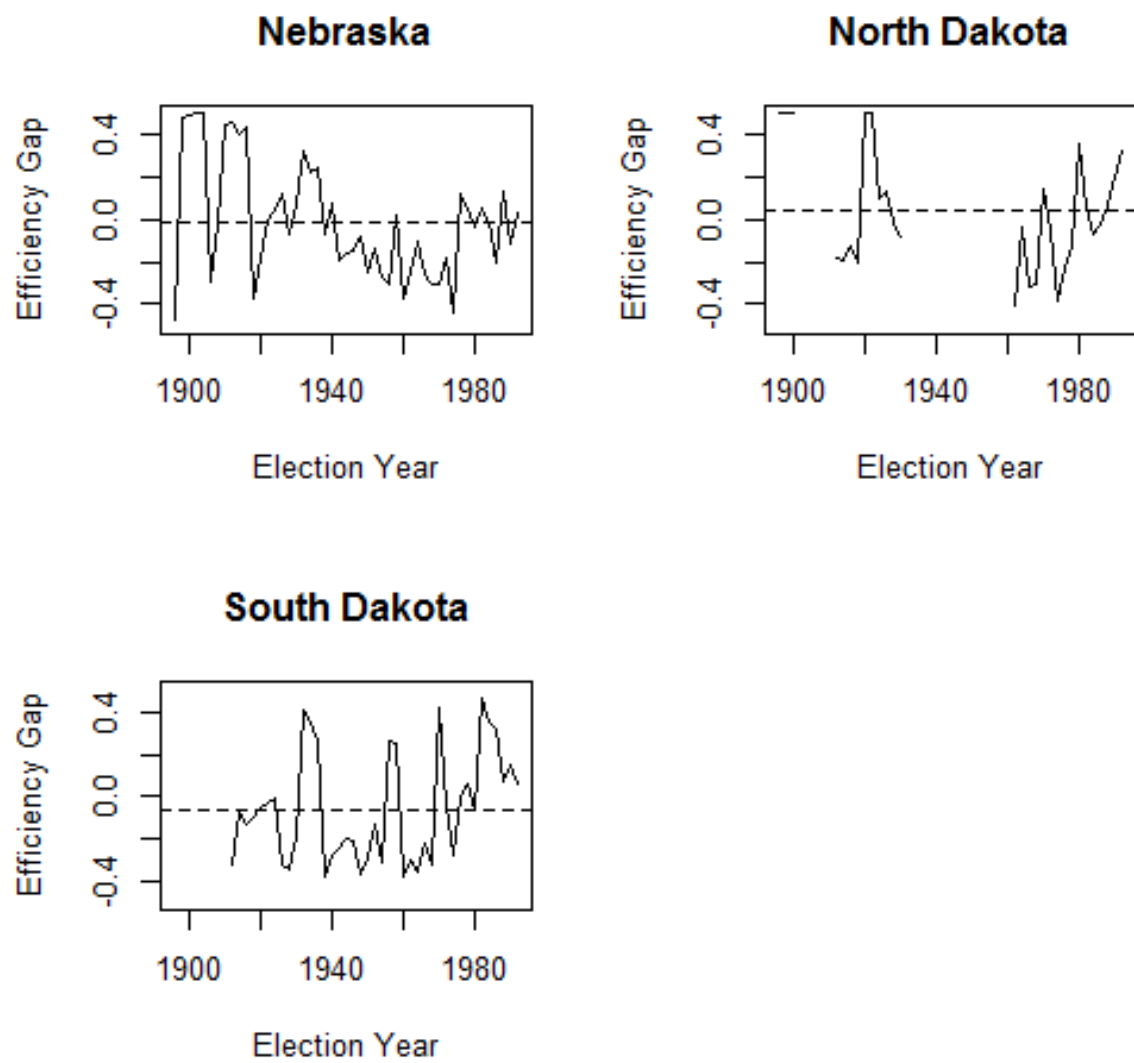 Nebraska
Efficiency Gap
0.4
0.0
-0.4
1900 1940 1980
Election Year
North Dakota
Efficiency Gap
0.4
0.0
-0.4
1900 1940 1980
Election Year
South Dakota
Efficiency Gap
0.4
0.0
-0.4
1900 1940 1980
Election Year